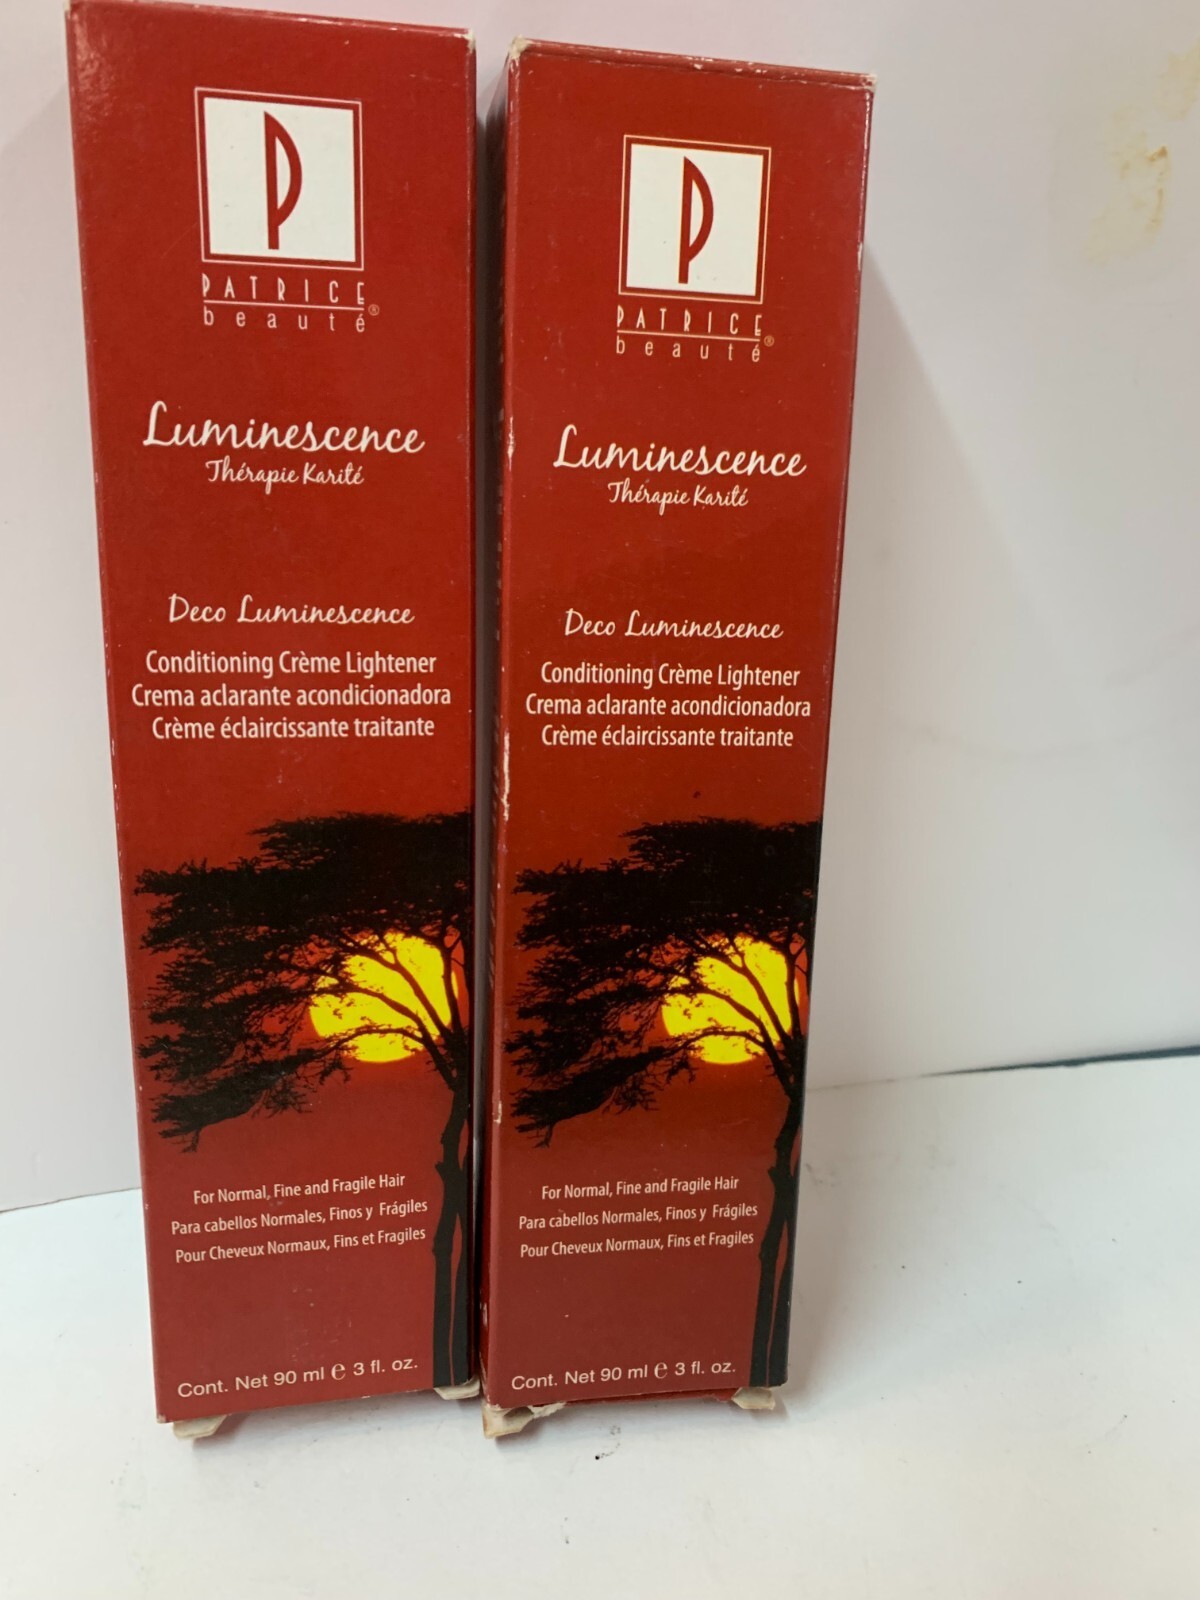 P
PATRICE
beauté®
Luminescence
Thérapie Karité
Deco Luminescence
Conditioning Crème Lightener
Crema aclarante acondicionadora
Crème éclaircissante traitante
For Normal, Fine and Fragile Hair
Para cabellos Normales, Finos y Frágiles
Pour Cheveux Normaux, Fins et Fragiles
Cont. Net 90 ml ℮ 3 fl. oz.
P
PATRICE
beauté®
Luminescence
Thérapie Karité
Deco Luminescence
Conditioning Crème Lightener
Crema aclarante acondicionadora
Crème éclaircissante traitante
For Normal, Fine and Fragile Hair
Para cabellos Normales, Finos y Frágiles
Pour Cheveux Normaux, Fins et Fragiles
Cont. Net 90 ml ℮ 3 fl. oz.